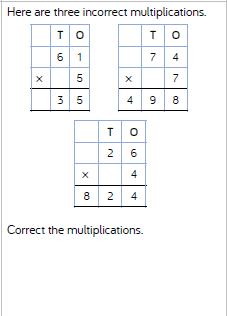 Here are three incorrect multiplications.
T O T O
6 1 7 4
× 5 × 7
3 5 4 9 8
T O
2 6
× 4
8 2 4
Correct the multiplications.